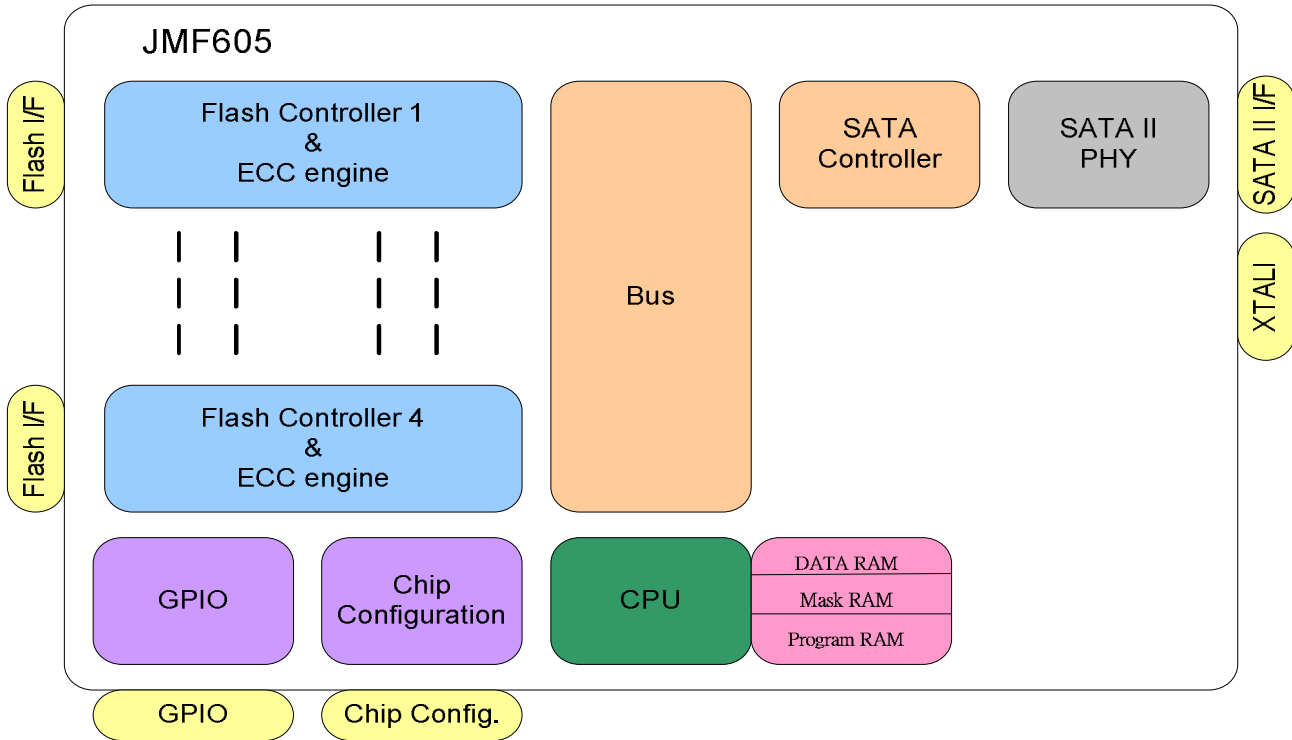 JMF605
Flash I/F
Flash Controller 1
&
ECC engine
SATA
Controller
SATA II
PHY
SATA II I/F
Bus
XTALI
Flash I/F
Flash Controller 4
&
ECC engine
GPIO
Chip
Configuration
CPU
DATA RAM
Mask RAM
Program RAM
GPIO
Chip Config.